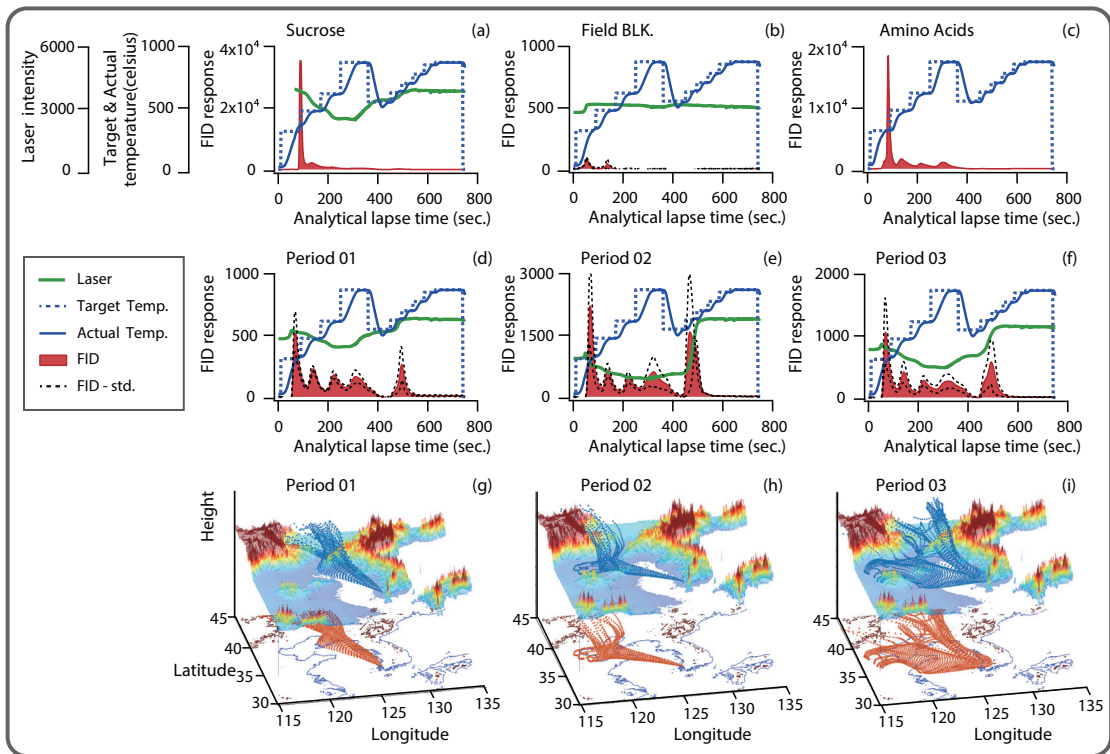 Sucrose (a)
Field BLK. (b)
Amino Acids (c)
Laser intensity
6000
3000
0
Target & Actual temperature(celsius)
1000
500
0
FID response
4x10⁴
2x10⁴
0
0 200 400 600 800
Analytical lapse time (sec.)
FID response
1000
500
0
0 200 400 600 800
Analytical lapse time (sec.)
FID response
2x10⁴
1x10⁴
0
0 200 400 600 800
Analytical lapse time (sec.)
Laser
Target Temp.
Actual Temp.
FID
FID - std.
Period 01 (d)
FID response
1000
500
0
0 200 400 600 800
Analytical lapse time (sec.)
Period 02 (e)
FID response
3000
1500
0
0 200 400 600 800
Analytical lapse time (sec.)
Period 03 (f)
FID response
2000
1000
0
0 200 400 600 800
Analytical lapse time (sec.)
Period 01 (g)
Height
45
40
Latitude
35
30
115 120 125 130 135
Longitude
Period 02 (h)
45
40
35
30
115 120 125 130 135
Longitude
Period 03 (i)
45
40
35
30
115 120 125 130 135
Longitude